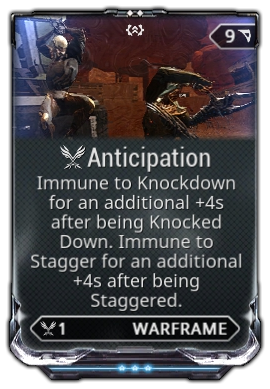 9
Anticipation
Immune to Knockdown
for an additional +4s
after being Knocked
Down. Immune to
Stagger for an additional
+4s after being
Staggered.
1 WARFRAME